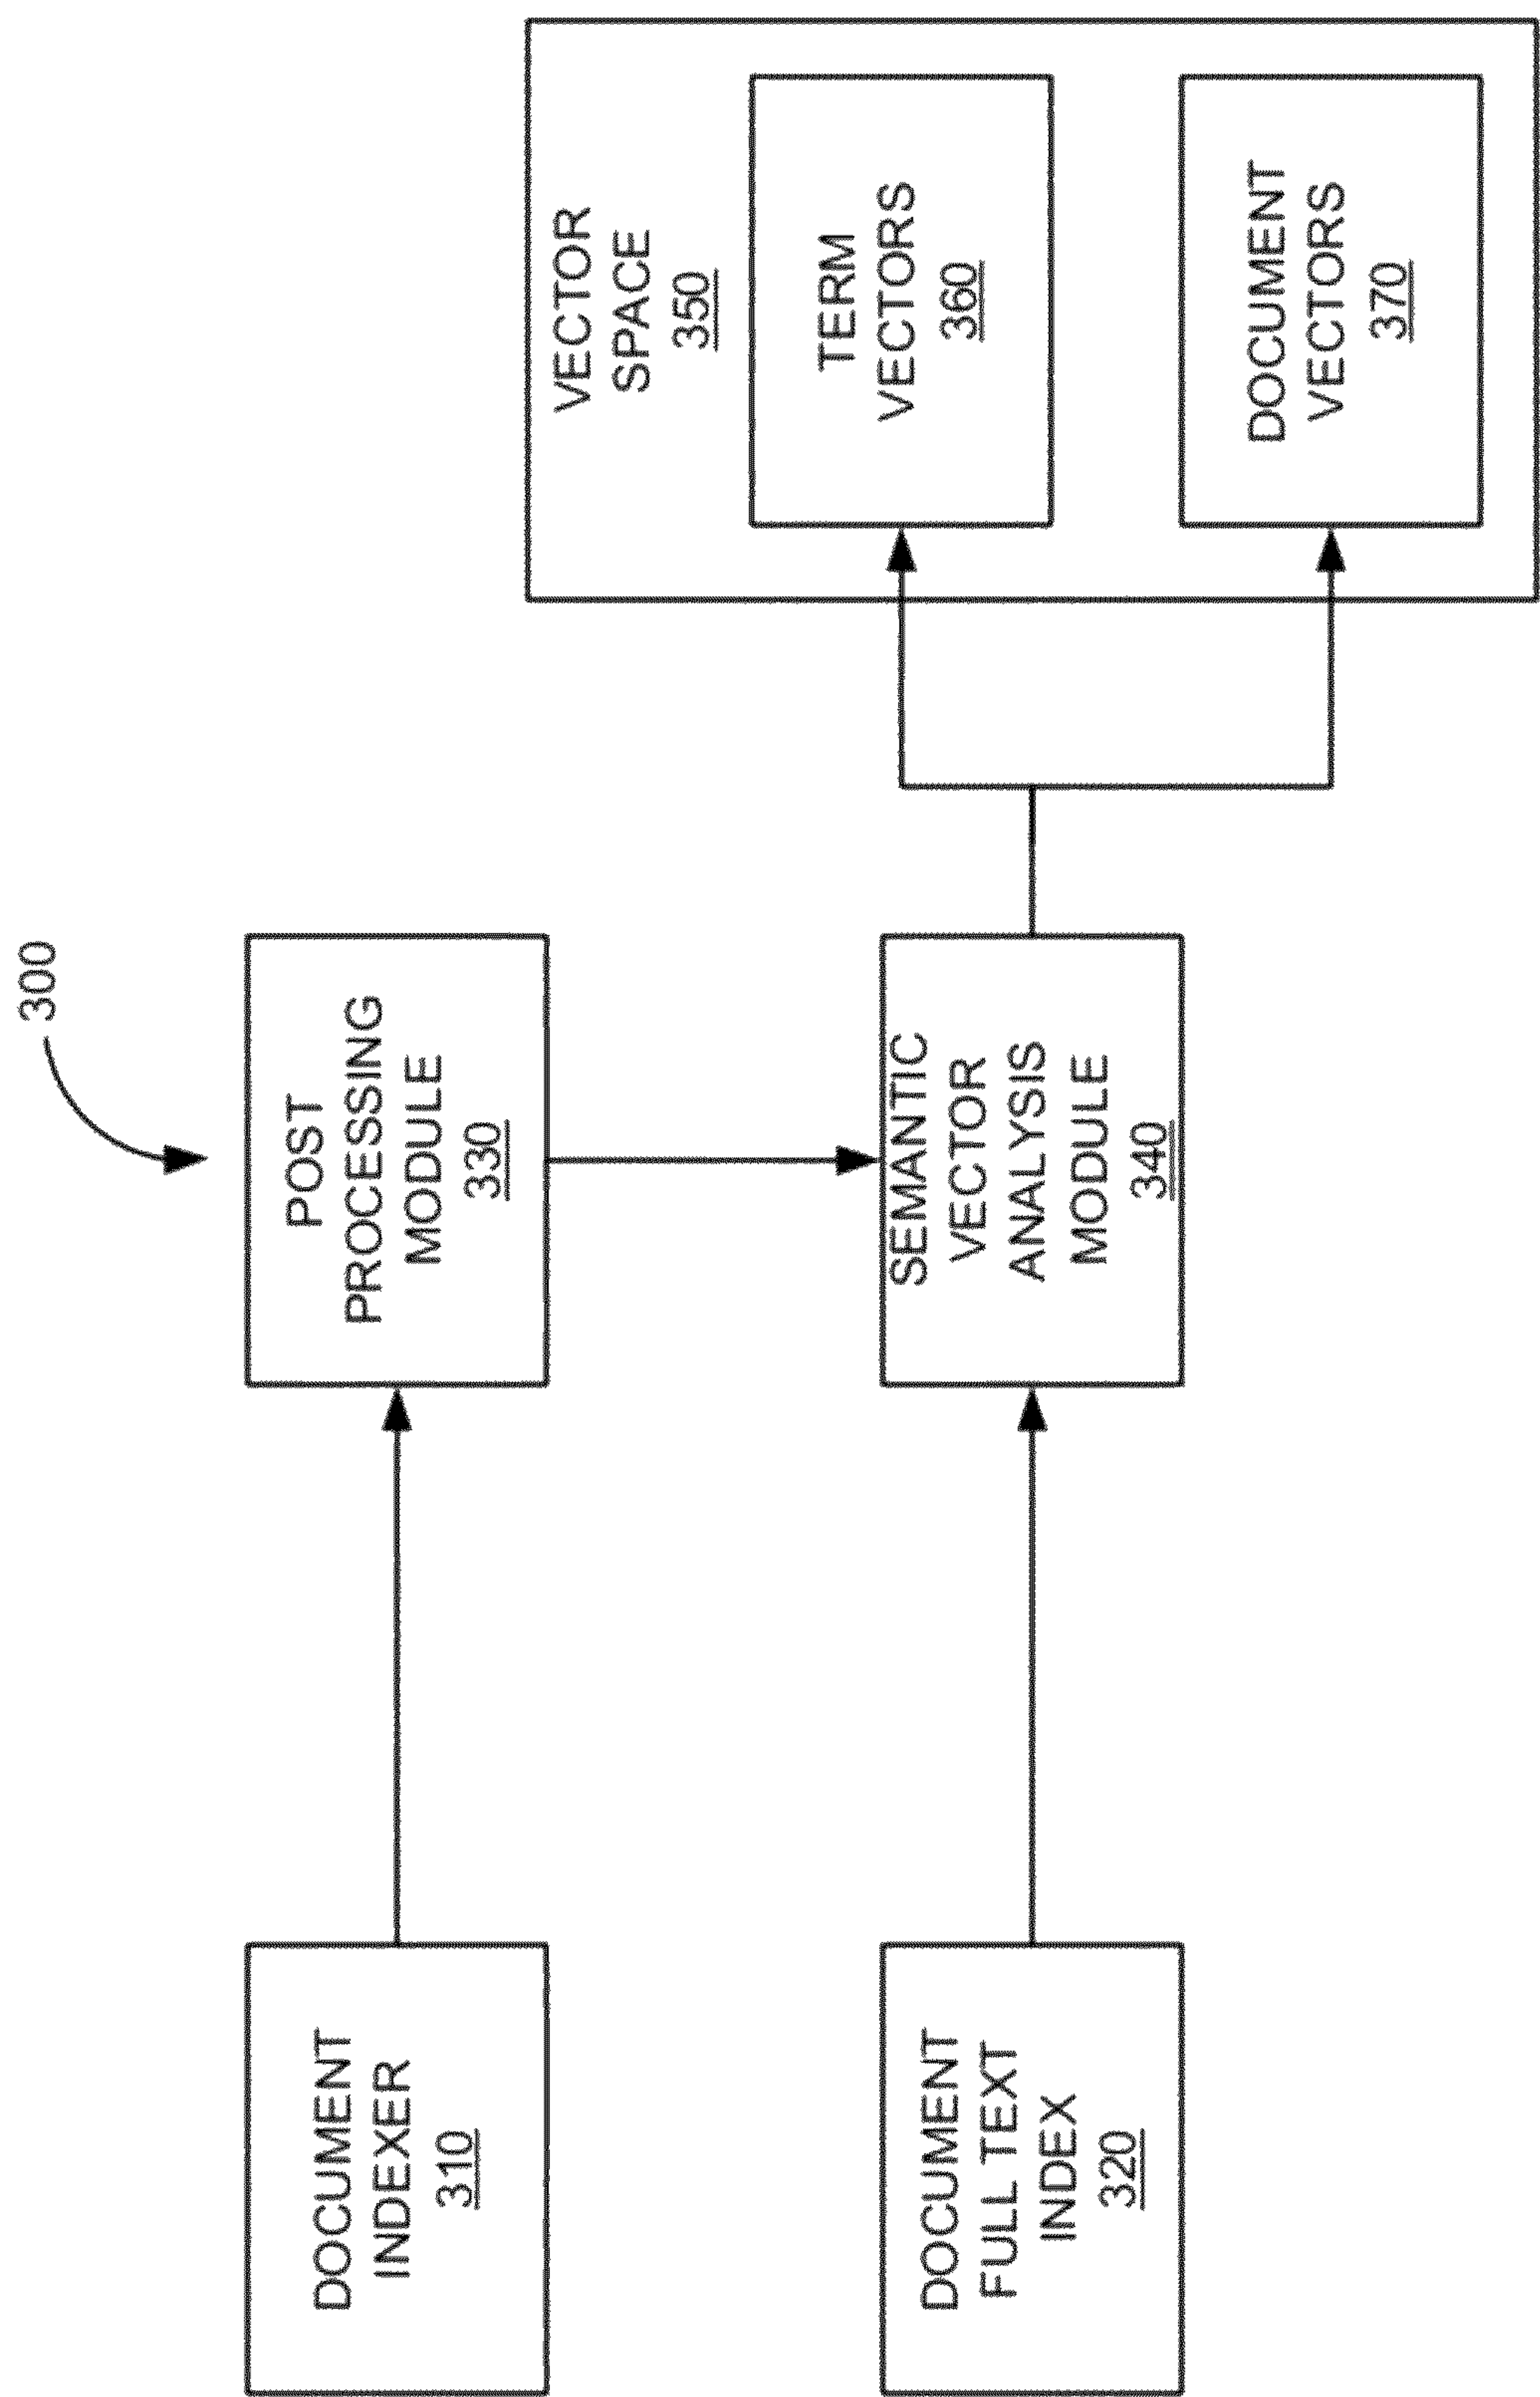 300
DOCUMENT
INDEXER
310
POST
PROCESSING
MODULE
330
DOCUMENT
FULL TEXT
INDEX
320
SEMANTIC
VECTOR
ANALYSIS
MODULE
340
VECTOR
SPACE
350
TERM
VECTORS
360
DOCUMENT
VECTORS
370